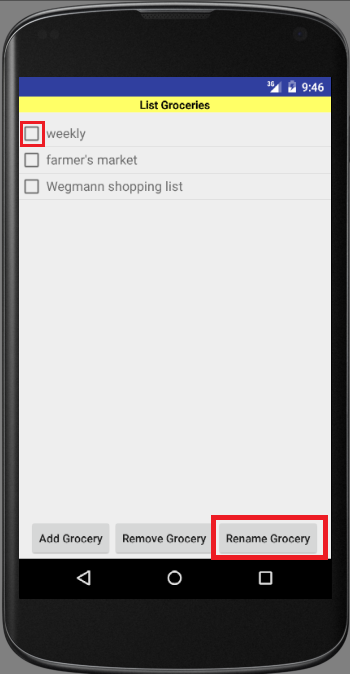 3G 9:46
List Groceries
weekly
farmer's market
Wegmann shopping list
Add Grocery Remove Grocery Rename Grocery